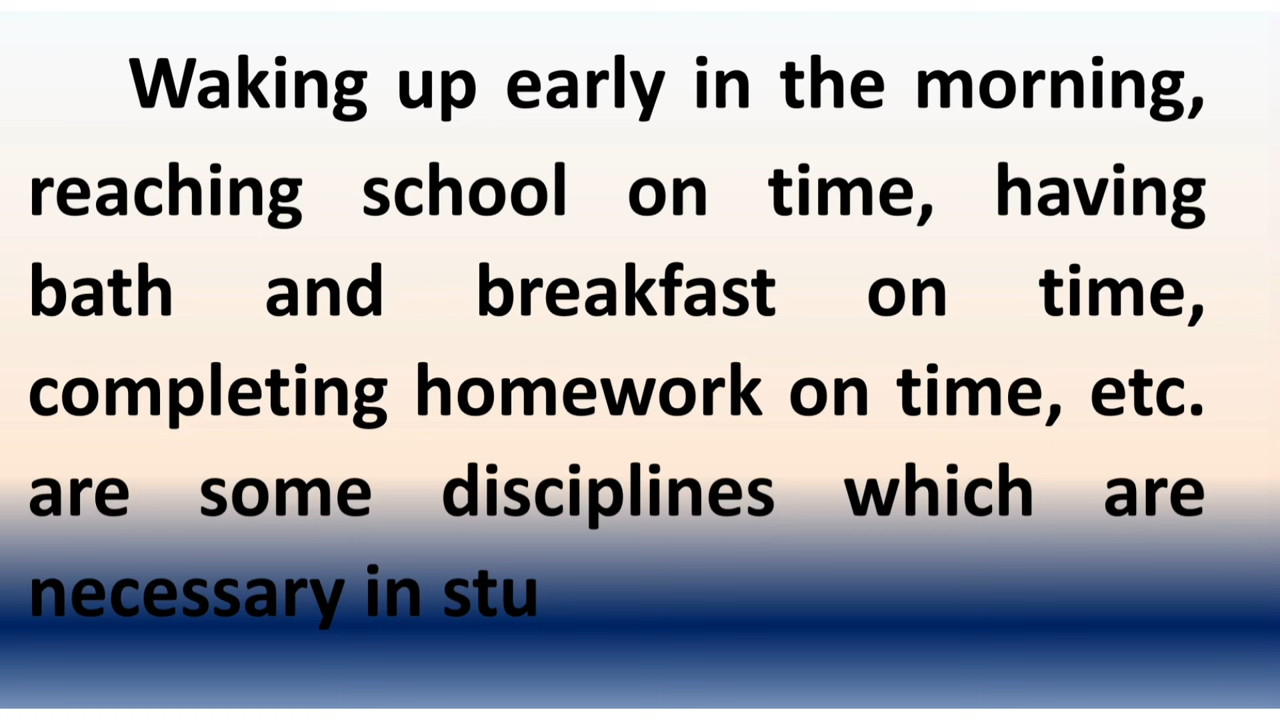 Waking up early in the morning,
reaching school on time, having
bath and breakfast on time,
completing homework on time, etc.
are some disciplines which are
necessary in stu